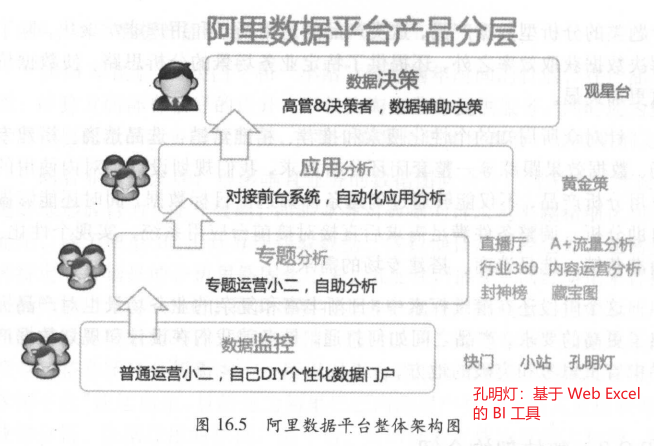 阿里数据平台产品分层
数据决策
高管&决策者，数据辅助决策
观星台
应用分析
对接前台系统，自动化应用分析
黄金策
专题分析
专题运营小二，自助分析
直播厅 A+流量分析
行业360 内容运营分析
封神榜 藏宝图
数据监控
普通运营小二，自己DIY个性化数据门户
快门 小站 孔明灯
孔明灯：基于 Web Excel
的 BI 工具
图 16.5 阿里数据平台整体架构图